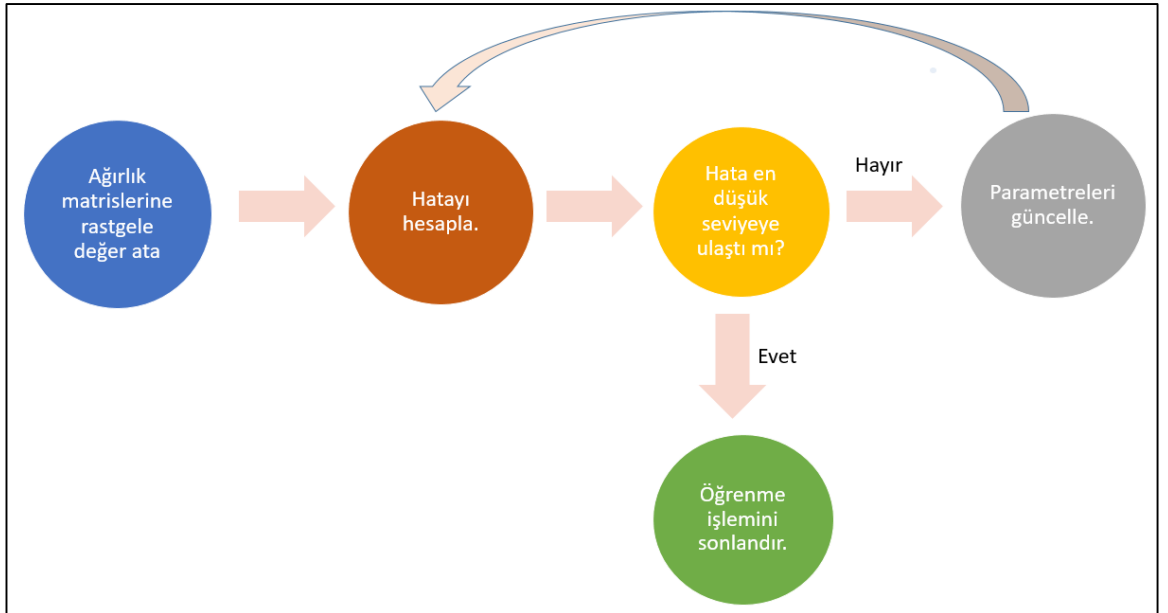 Ağırlık
matrislerine
rastgele
değer ata
Hatayı
hesapla.
Hata en
düşük
seviyeye
ulaştı mı?
Hayır
Parametreleri
güncelle.
Evet
Öğrenme
işlemini
sonlandır.